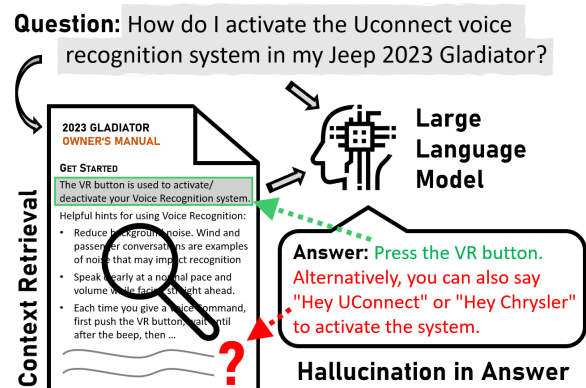 Question: How do I activate the Uconnect voice
recognition system in my Jeep 2023 Gladiator?
Context Retrieval
2023 GLADIATOR
OWNER'S MANUAL
GET STARTED
The VR button is used to activate/
deactivate your Voice Recognition system.
Helpful hints for using Voice Recognition:
• Reduce background noise. Wind and
passenger conversations are examples
of noise that may impact recognition
• Speak clearly at a normal pace and
volume while facing straight ahead.
• Each time you give a Voice Command,
first push the VR button, wait until
after the beep, then ...
?
Large
Language
Model
Answer: Press the VR button.
Alternatively, you can also say
"Hey UConnect" or "Hey Chrysler"
to activate the system.
Hallucination in Answer